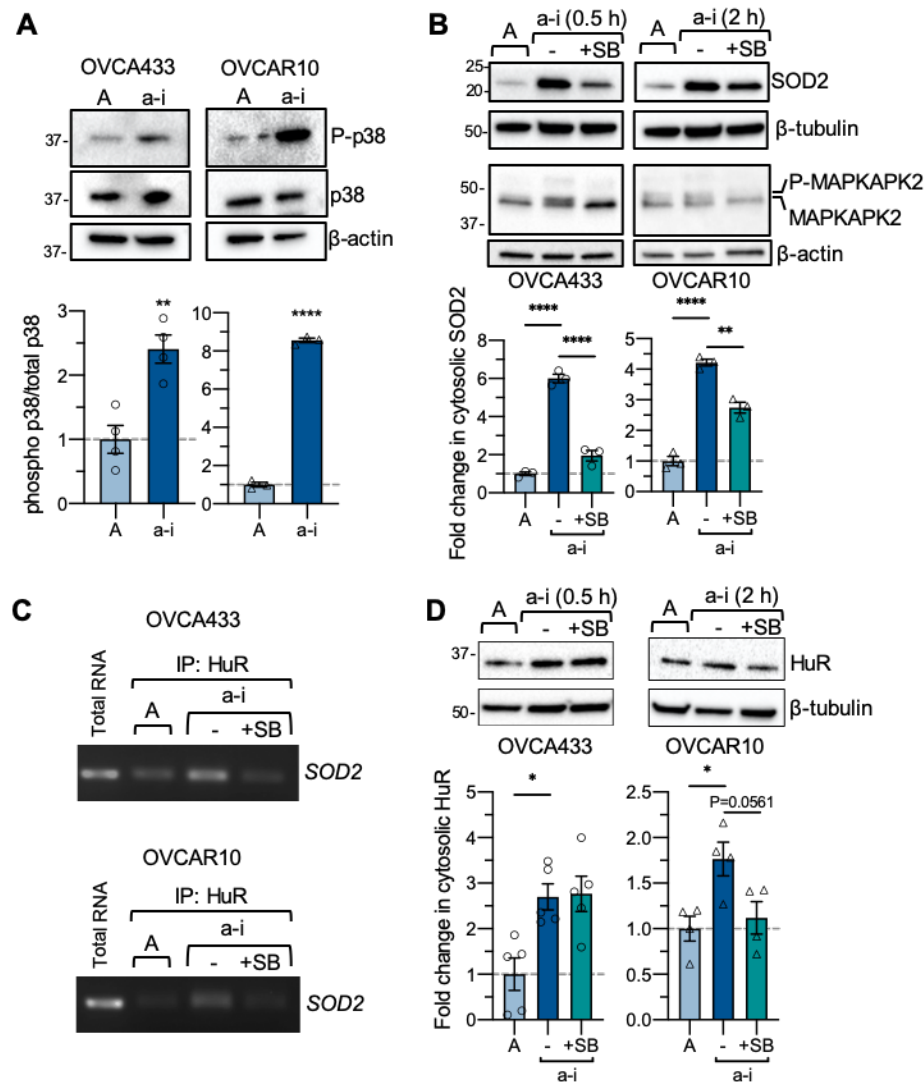 A
OVCA433
OVCAR10
A
a-i
A
a-i
37-
P-p38
37-
p38
37-
β-actin
phospho p38/total p38
3
2
1
0
**
A
a-i
10
8
6
4
2
0
****
A
a-i
B
A
a-i (0.5 h)
-
+SB
A
a-i (2 h)
-
+SB
25
20
SOD2
50-
β-tubulin
50-
37-
P-MAPKAPK2
MAPKAPK2
β-actin
OVCA433
OVCAR10
Fold change in cytosolic SOD2
8
6
4
2
0
****
****
A
-
+SB
a-i
5
4
3
2
1
0
****
**
A
-
+SB
a-i
C
OVCA433
Total RNA
IP: HuR
A
a-i
-
+SB
SOD2
OVCAR10
Total RNA
IP: HuR
A
a-i
-
+SB
SOD2
D
A
a-i (0.5 h)
-
+SB
A
a-i (2 h)
-
+SB
37-
HuR
50-
β-tubulin
OVCA433
OVCAR10
Fold change in cytosolic HuR
5
4
3
2
1
0
*
A
-
+SB
a-i
2.5
2.0
1.5
1.0
0.5
0.0
*
P=0.0561
A
-
+SB
a-i